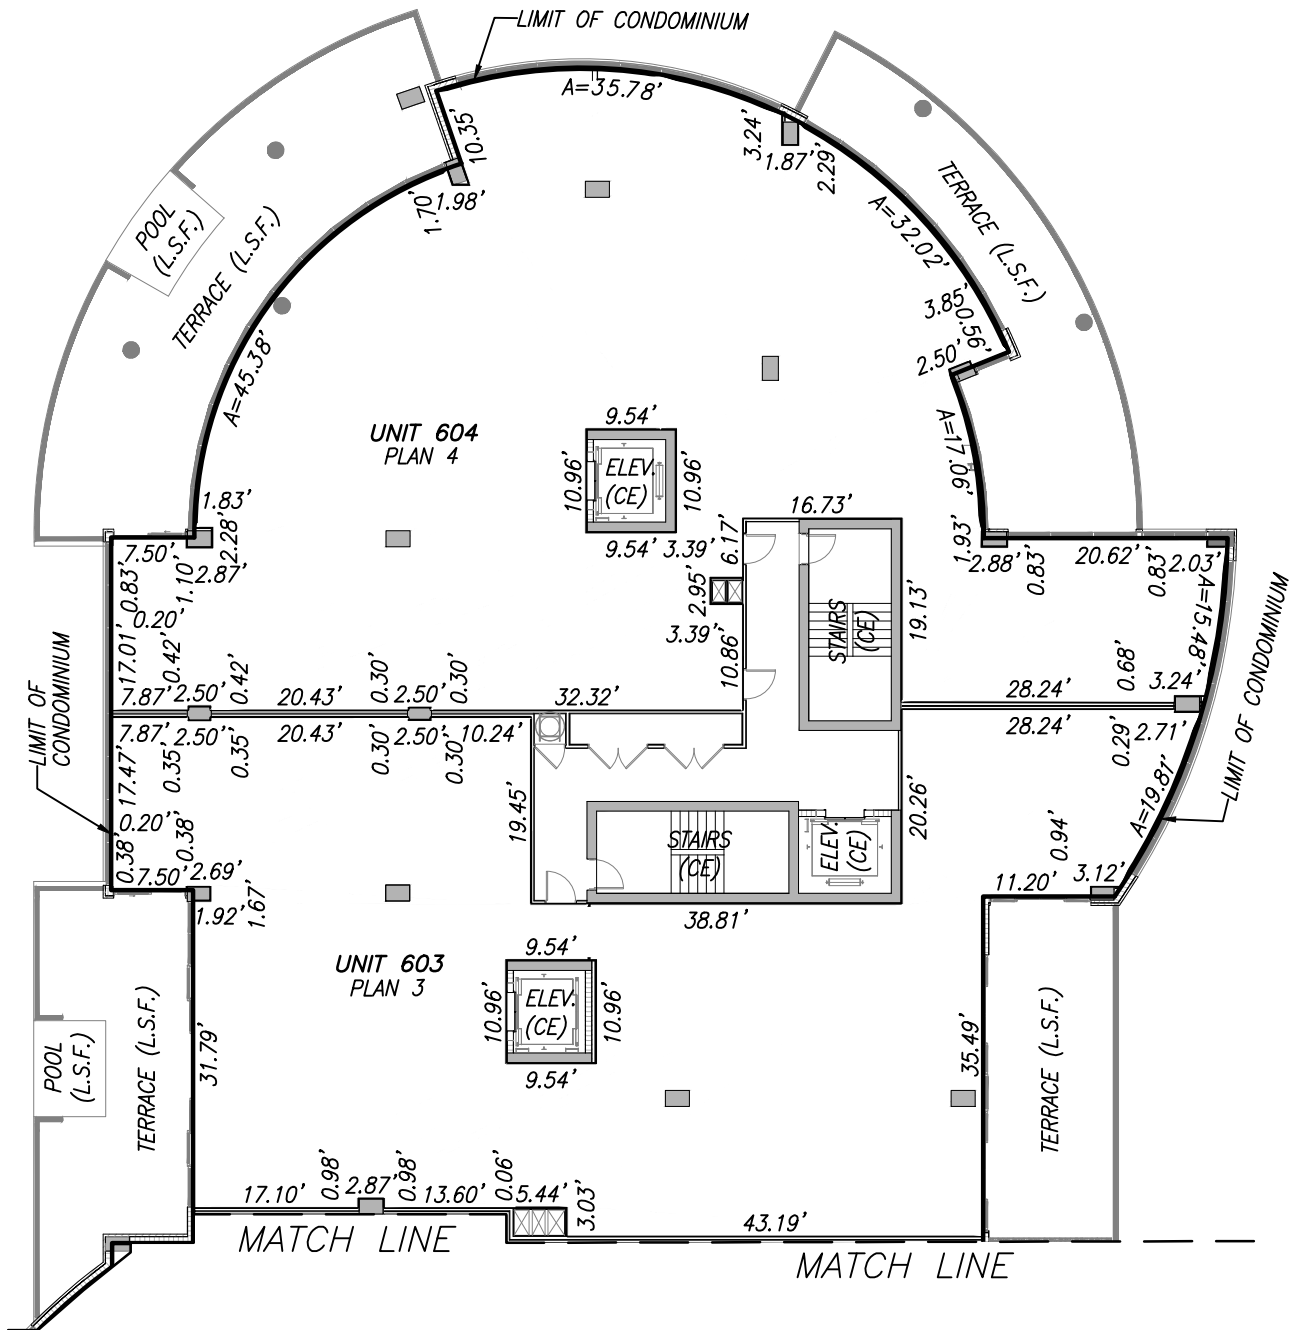 LIMIT OF CONDOMINIUM
A=35.78'
10.35'
3.24'
1.87'
2.29'
1.98'
1.70'
POOL
(L.S.F.)
TERRACE (L.S.F.)
TERRACE (L.S.F.)
A=32.02'
3.85'
0.56'
2.50'
A=45.38'
A=17.06'
UNIT 604
PLAN 4
9.54'
10.96'
ELEV.
(CE)
10.96'
9.54'
3.39'
6.17'
16.73'
1.83'
2.28'
7.50'
1.10'
2.87'
0.83'
0.20'
17.01'
0.42'
0.42'
2.95'
3.39'
10.86'
STAIRS
(CE)
19.13'
1.93'
2.88'
0.83'
20.62'
0.83'
2.03'
A=15.48'
LIMIT OF CONDOMINIUM
LIMIT OF
CONDOMINIUM
7.87'
2.50'
20.43'
0.30'
2.50'
0.30'
32.32'
28.24'
0.68'
3.24'
7.87'
2.50'
20.43'
0.30'
2.50'
0.30'
10.24'
28.24'
0.29'
2.71'
17.47'
0.35'
0.35'
0.20'
0.38'
0.38'
19.45'
STAIRS
(CE)
ELEV.
(CE)
20.26'
A=19.81'
0.94'
7.50'
2.69'
1.92'
1.67'
38.81'
11.20'
3.12'
UNIT 603
PLAN 3
9.54'
10.96'
ELEV.
(CE)
10.96'
9.54'
POOL
(L.S.F.)
TERRACE (L.S.F.)
31.79'
35.49'
TERRACE (L.S.F.)
17.10'
0.98'
2.87'
0.98'
13.60'
0.06'
5.44'
3.03'
43.19'
MATCH LINE
MATCH LINE